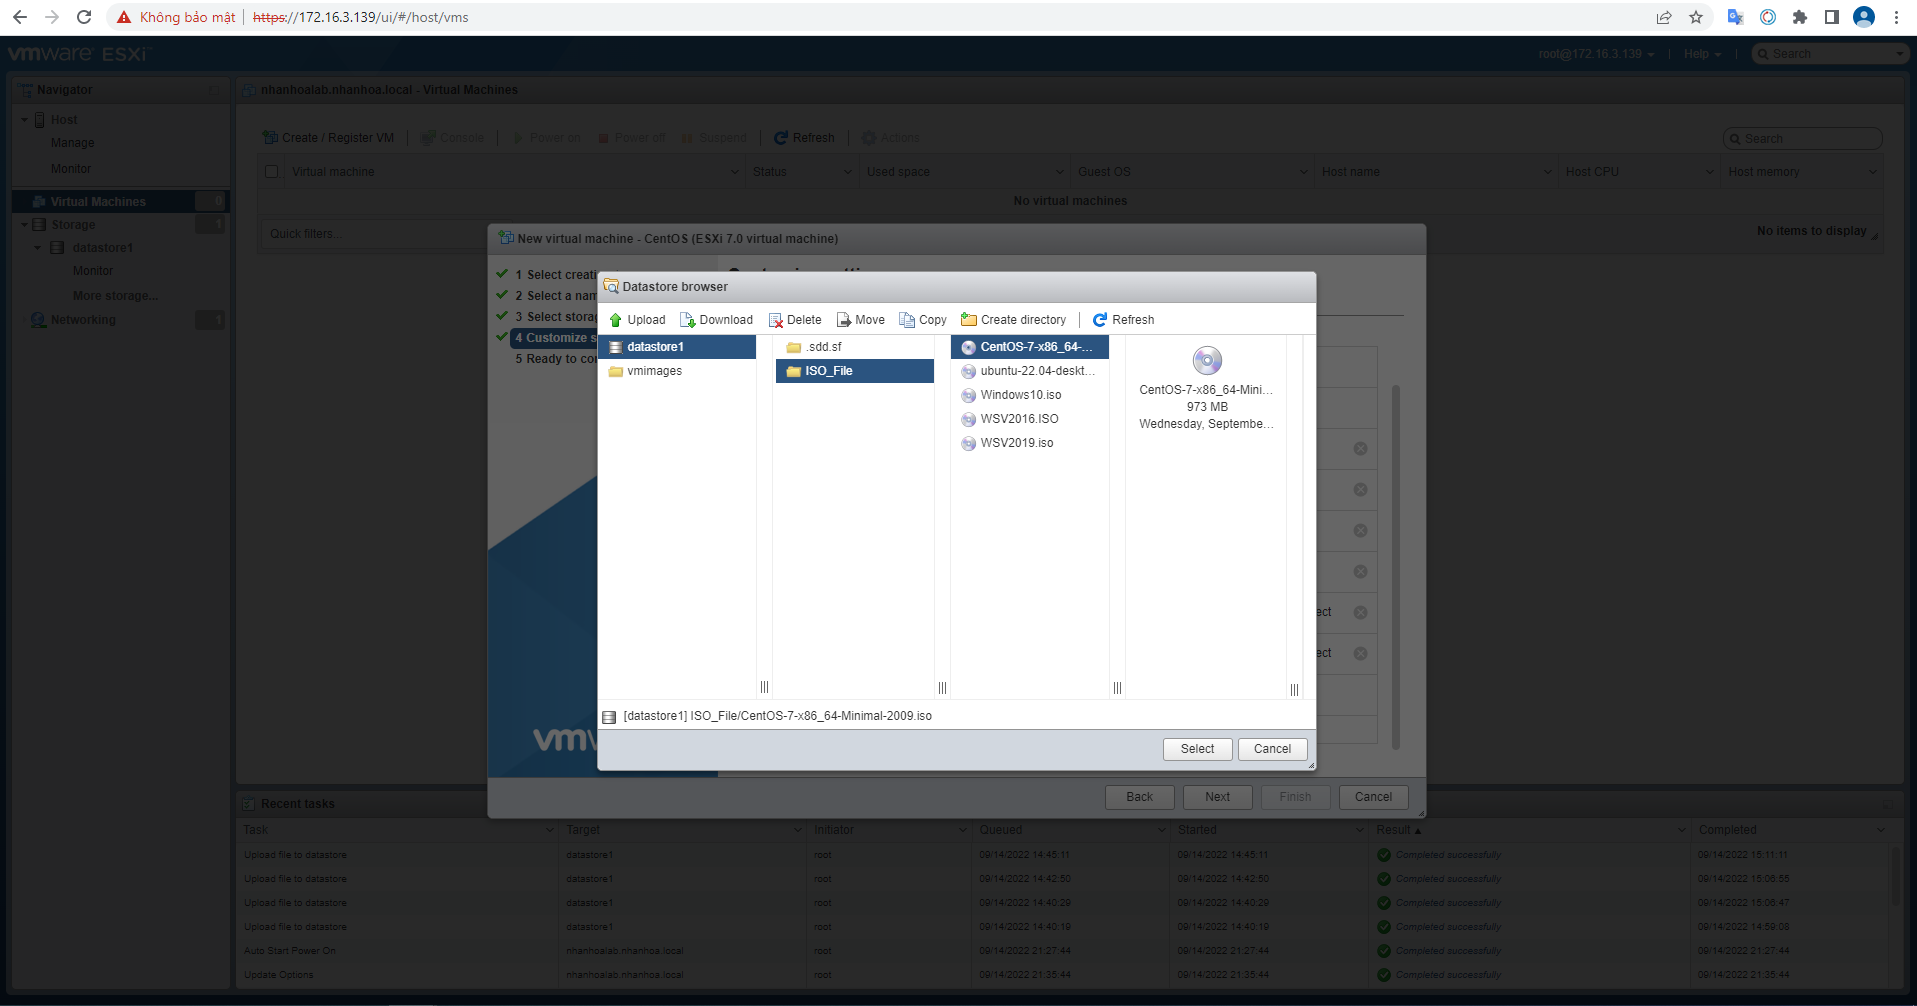 Không bảo mật https://172.16.3.139/ui/#/host/vms
vmware ESXi
root@172.16.3.139 Help Search
Navigator
Host
Manage
Monitor
Virtual Machines 0
Storage 1
datastore1
Monitor
More storage...
Networking 1
nhanhoalab.nhanhoa.local - Virtual Machines
Create / Register VM Console Power on Power off Suspend Refresh Actions Search
Virtual machine Status Used space Guest OS Host name Host CPU Host memory
No virtual machines
Quick filters... No items to display
New virtual machine - CentOS (ESXi 7.0 virtual machine)
1 Select creati
2 Select a nam
3 Select storag
4 Customize s
5 Ready to co
Datastore browser
Upload Download Delete Move Copy Create directory Refresh
datastore1
vmimages
.sdd.sf
ISO_File
CentOS-7-x86_64-...
ubuntu-22.04-deskt...
Windows10.iso
WSV2016.ISO
WSV2019.iso
CentOS-7-x86_64-Mini...
973 MB
Wednesday, Septembe...
ect
ect
[datastore1] ISO_File/CentOS-7-x86_64-Minimal-2009.iso
Select Cancel
vmw
Back Next Finish Cancel
Recent tasks
Task Target Initiator Queued Started Result Completed
Upload file to datastore datastore1 root 09/14/2022 14:45:11 09/14/2022 14:45:11 Completed successfully 09/14/2022 15:11:11
Upload file to datastore datastore1 root 09/14/2022 14:42:50 09/14/2022 14:42:50 Completed successfully 09/14/2022 15:06:55
Upload file to datastore datastore1 root 09/14/2022 14:40:29 09/14/2022 14:40:29 Completed successfully 09/14/2022 15:06:47
Upload file to datastore datastore1 root 09/14/2022 14:40:19 09/14/2022 14:40:19 Completed successfully 09/14/2022 14:59:08
Auto Start Power On nhanhoalab.nhanhoa.local root 09/14/2022 21:27:44 09/14/2022 21:27:44 Completed successfully 09/14/2022 21:27:44
Update Options nhanhoalab.nhanhoa.local root 09/14/2022 21:35:44 09/14/2022 21:35:44 Completed successfully 09/14/2022 21:35:44